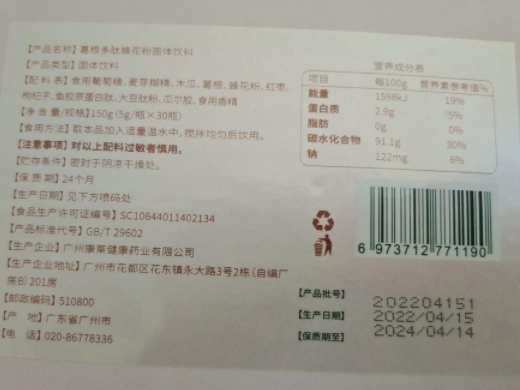 【产品名称】葛根多肽蜂花粉固体饮料
【产品类型】固体饮料
【配 料 表】食用葡萄糖、麦芽糊精、木瓜、葛根、蜂花粉、红枣、
枸杞子、鱼胶原蛋白肽、大豆肽粉、瓜尔胶、食用香精
【净含量/规格】150g(5g/瓶×30瓶)
【食用方法】取本品加入适量温水中，搅拌均匀后饮用。
【注意事项】对以上配料过敏者慎用。
【贮存条件】密封于阴凉干燥处。
【保 质 期】24个月
【生产日期】见下方喷码处
【食品生产许可证编号】SC10644011402134
【产品标准代号】GB/T 29602
【生产企业】广州康莱健康药业有限公司
【生产企业地址】广州市花都区花东镇永大路3号2栋（自编厂
房B）201房
【邮政编码】510800
【产　地】广东省广州市
【电　话】020-86778336
营养成分表
项目 每100g 营养素参考值%
能量 1598kJ 19%
蛋白质 2.9g 5%
脂肪 0g 0%
碳水化合物 91.1g 30%
钠 122mg 6%
6 973712 771190
【产品批号】 202204151
【生产日期】 2022/04/15
【保质期至】 2024/04/14